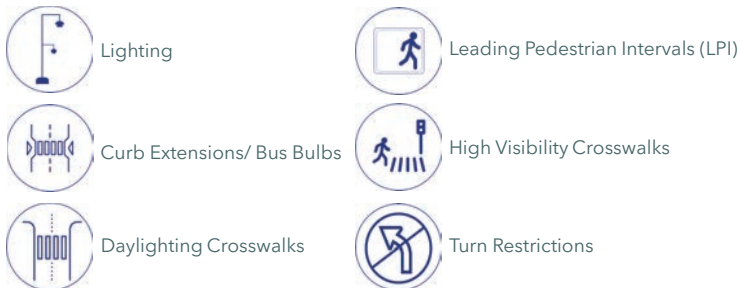 Lighting
Leading Pedestrian Intervals (LPI)
Curb Extensions/ Bus Bulbs
High Visibility Crosswalks
Daylighting Crosswalks
Turn Restrictions